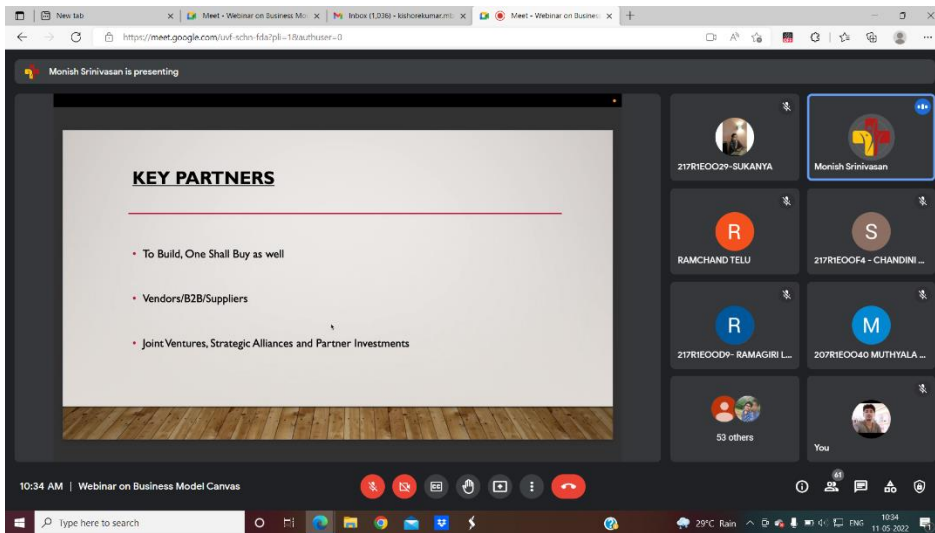 New tab
Meet - Webinar on Business Mo
Inbox (1,036) - kishorekumar.mb
Meet - Webinar on Business
https://meet.google.com/uvf-schn-fda?pli=1&authuser=0
Monish Srinivasan is presenting
KEY PARTNERS
• To Build, One Shall Buy as well
• Vendors/B2B/Suppliers
• Joint Ventures, Strategic Alliances and Partner Investments
217R1EOO29-SUKANYA
Monish Srinivasan
R
RAMCHAND TELU
S
217R1EOOF4 - CHANDINI ...
R
217R1EOOD9- RAMAGIRI L...
M
207R1EOO40 MUTHYALA ...
53 others
You
10:34 AM | Webinar on Business Model Canvas
61
Type here to search
29°C Rain
ENG
10:34
11-05-2022